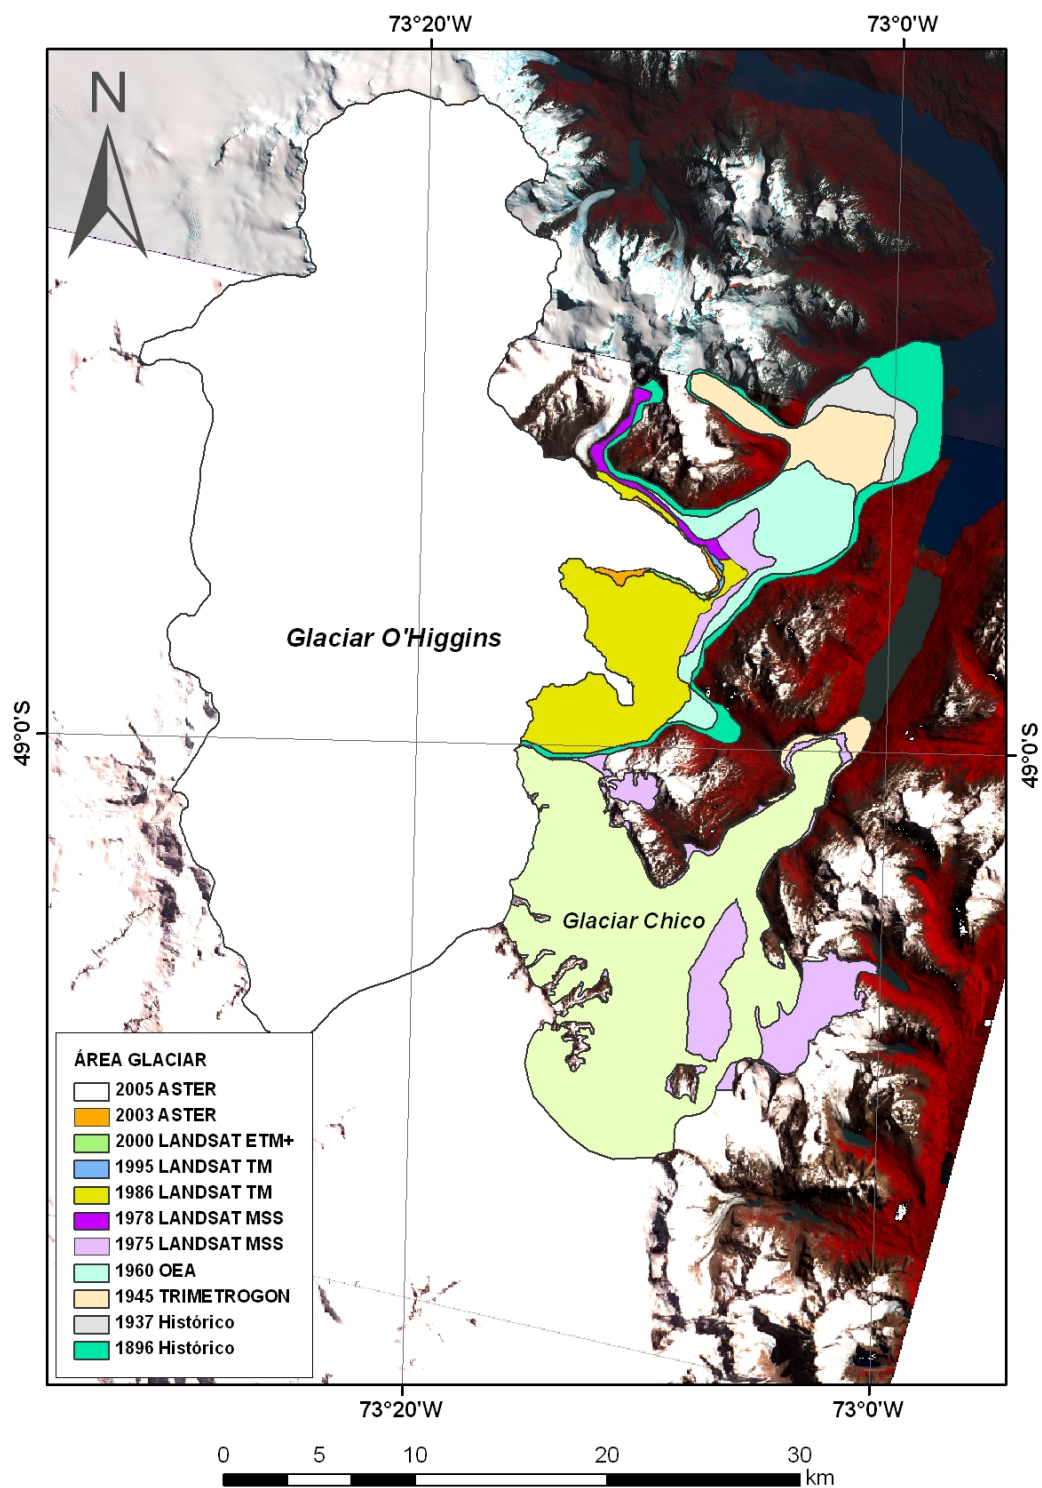 73°20'W 73°0'W
N
Glaciar O'Higgins
49°0'S 49°0'S
Glaciar Chico
ÁREA GLACIAR
2005 ASTER
2003 ASTER
2000 LANDSAT ETM+
1995 LANDSAT TM
1986 LANDSAT TM
1978 LANDSAT MSS
1975 LANDSAT MSS
1960 OEA
1945 TRIMETROGON
1937 Histórico
1896 Histórico
73°20'W 73°0'W
0 5 10 20 30
km